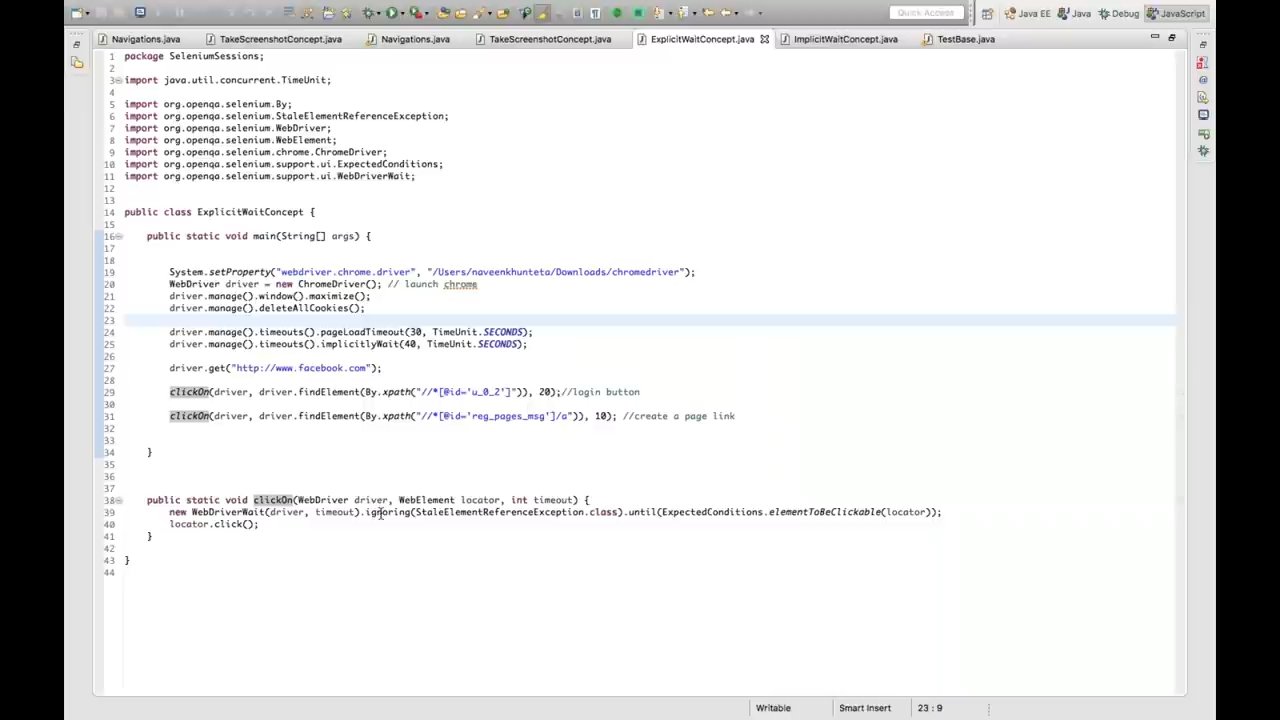 Quick Access
Java EE
Java
Debug
JavaScript
Navigations.java
TakeScreenshotConcept.java
Navigations.java
TakeScreenshotConcept.java
ExplicitWaitConcept.java
ImplicitWaitConcept.java
TestBase.java
1 package SeleniumSessions;
2
3 import java.util.concurrent.TimeUnit;
4
5 import org.openqa.selenium.By;
6 import org.openqa.selenium.StaleElementReferenceException;
7 import org.openqa.selenium.WebDriver;
8 import org.openqa.selenium.WebElement;
9 import org.openqa.selenium.chrome.ChromeDriver;
10 import org.openqa.selenium.support.ui.ExpectedConditions;
11 import org.openqa.selenium.support.ui.WebDriverWait;
12
13
14 public class ExplicitWaitConcept {
15
16 public static void main(String[] args) {
17
18
19 System.setProperty("webdriver.chrome.driver", "/Users/naveenkhunteta/Downloads/chromedriver");
20 WebDriver driver = new ChromeDriver(); // launch chrome
21 driver.manage().window().maximize();
22 driver.manage().deleteAllCookies();
23
24 driver.manage().timeouts().pageLoadTimeout(30, TimeUnit.SECONDS);
25 driver.manage().timeouts().implicitlyWait(40, TimeUnit.SECONDS);
26
27 driver.get("http://www.facebook.com");
28
29 clickOn(driver, driver.findElement(By.xpath("//*[@id='u_0_2']")), 20);//login button
30
31 clickOn(driver, driver.findElement(By.xpath("//*[@id='reg_pages_msg']/a")), 10); //create a page link
32
33
34 }
35
36
37
38 public static void clickOn(WebDriver driver, WebElement locator, int timeout) {
39 new WebDriverWait(driver, timeout).ignoring(StaleElementReferenceException.class).until(ExpectedConditions.elementToBeClickable(locator));
40 locator.click();
41 }
42
43 }
44
Writable
Smart Insert
23 : 9